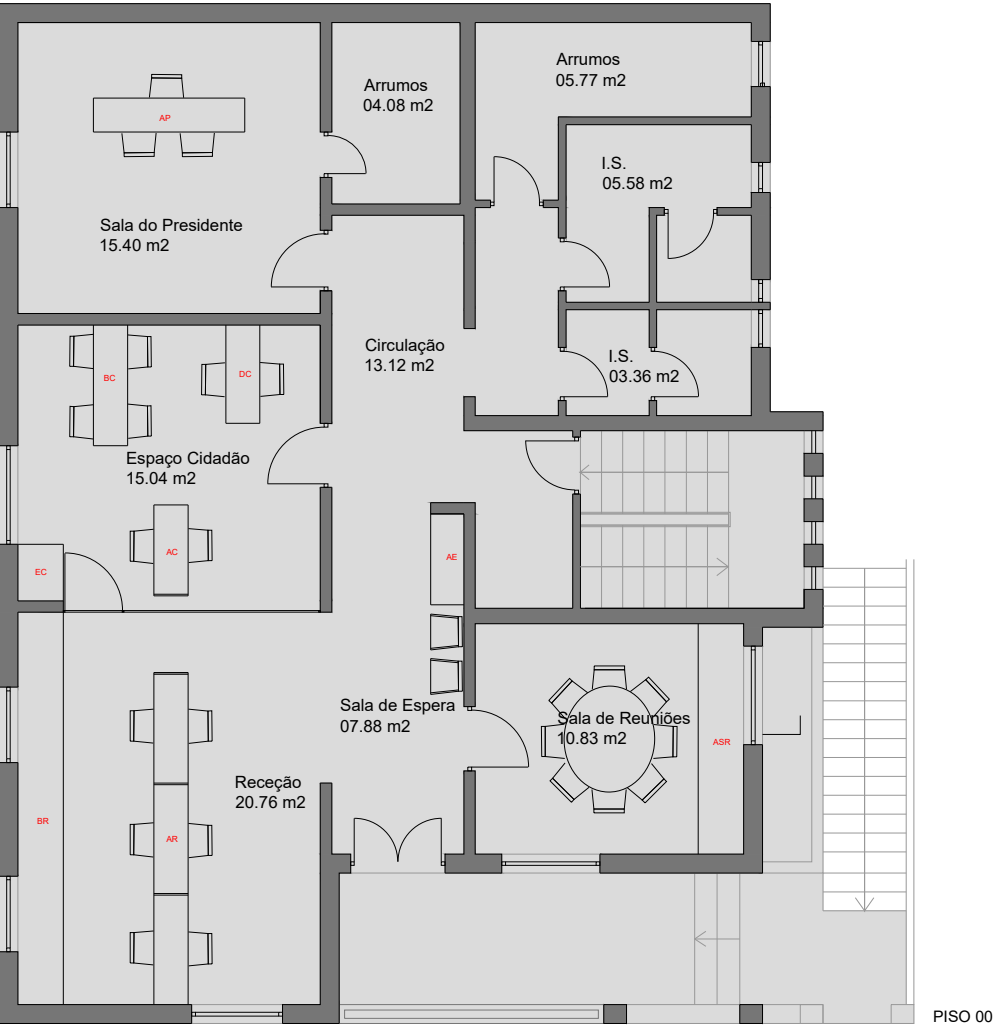 Arrumos
05.77 m2
Arrumos
04.08 m2
AP
I.S.
05.58 m2
Sala do Presidente
15.40 m2
Circulação
13.12 m2
I.S.
03.36 m2
BC
DC
Espaço Cidadão
15.04 m2
AC
AE
EC
Sala de Espera
07.88 m2
Sala de Reuniões
10.83 m2
ASR
Receção
20.76 m2
BR
AR
PISO 00